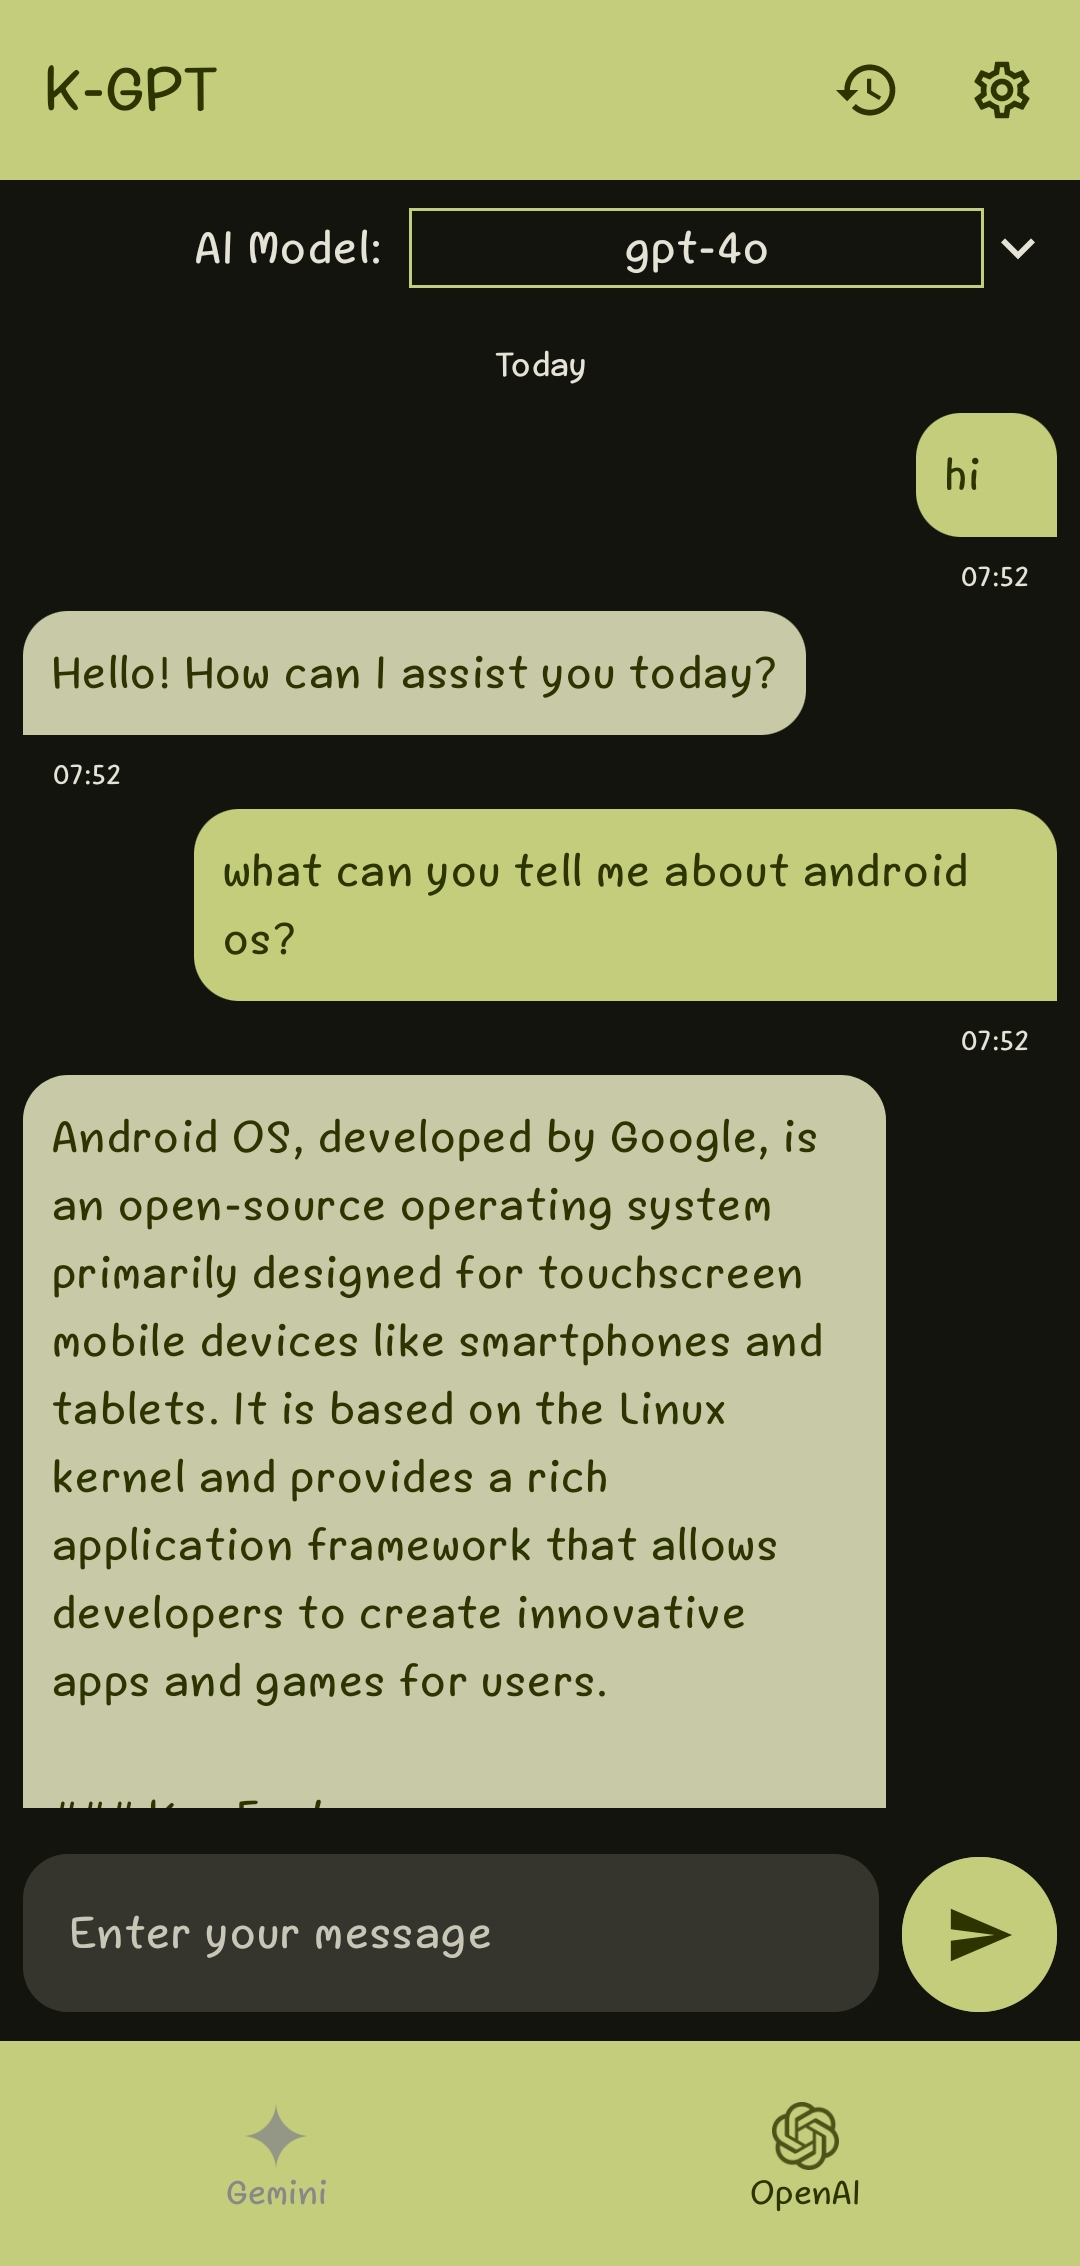 K-GPT
AI Model: gpt-4o
Today
hi
07:52
Hello! How can I assist you today?
07:52
what can you tell me about android
os?
07:52
Android OS, developed by Google, is
an open-source operating system
primarily designed for touchscreen
mobile devices like smartphones and
tablets. It is based on the Linux
kernel and provides a rich
application framework that allows
developers to create innovative
apps and games for users.
###
Enter your message
Gemini
OpenAI